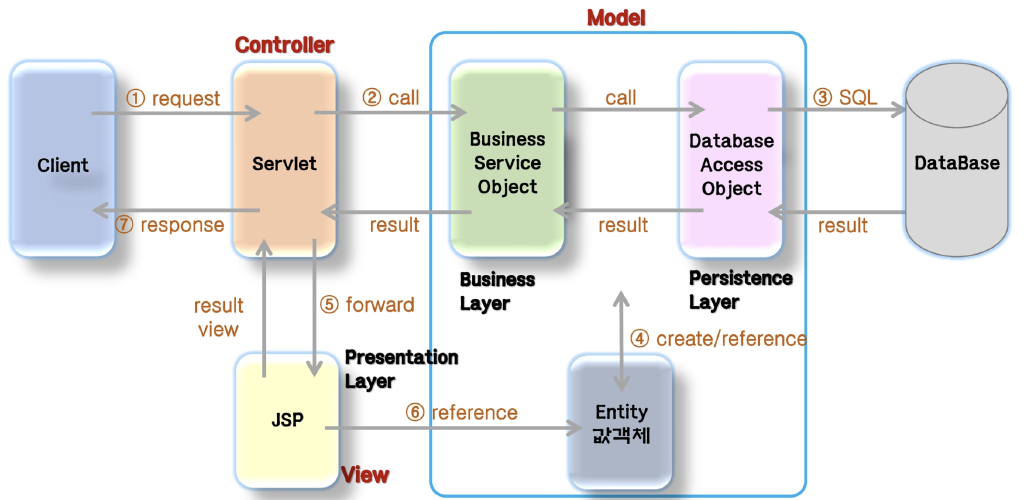 Model
Controller
① request
② call
call
③ SQL
Client
Servlet
Business
Service
Object
Database
Access
Object
DataBase
⑦ response
result
result
result
Business
Layer
Persistence
Layer
result
view
⑤ forward
④ create/reference
Presentation
Layer
JSP
⑥ reference
Entity
값객체
View